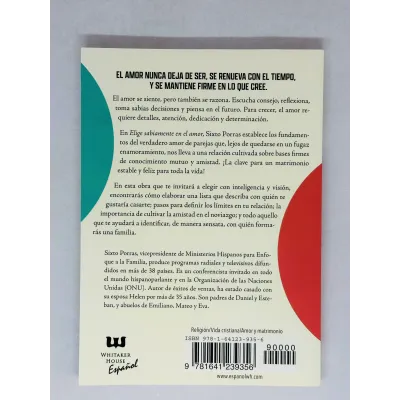 EL AMOR NUNCA DEJA DE SER, SE RENUEVA CON EL TIEMPO,
Y SE MANTIENE FIRME EN LO QUE CREE.
El amor se siente, pero también se razona. Escucha consejo, reflexiona,
toma sabias decisiones y piensa en el futuro. Para crecer, el amor re-
quiere detalles, atención, dedicación y determinación.
En Elige sabiamente en el amor, Sixto Porras establece los fundamen-
tos del verdadero amor de parejas que, lejos de quedarse en un fugaz
enamoramiento, nos lleva a una relación cultivada sobre bases firmes
de conocimiento mutuo y amistad. ¡La clave para un matrimonio
estable y feliz para toda la vida!
En esta obra que te invitará a elegir con inteligencia y visión,
encontrarás cómo elaborar una lista que describa con quién te
gustaría casarte; pasos para definir los límites en tu relación; la
importancia de cultivar la amistad en el noviazgo; y todo aquello
que te ayudará a identificar, de manera sensata, con quién forma-
rás una familia.
Sixto Porras, vicepresidente de Ministerios Hispanos para Enfo-
que a la Familia, produce programas radiales y televisivos difun-
didos en más de 38 países. Es un conferencista invitado en todo
el mundo hispanoparlante y en la Organización de las Naciones
Unidas (ONU). Autor de éxitos de ventas, ha estado casado con
su esposa Helen por más de 35 años. Son padres de Daniel y Este-
ban, y abuelos de Emiliano, Mateo y Eva.
Religión/Vida cristiana/Amor y matrimonio
ISBN 978-1-64123-935-6
90000
9 781641 239356
www.espanolwh.com
WHITAKER
HOUSE
Español